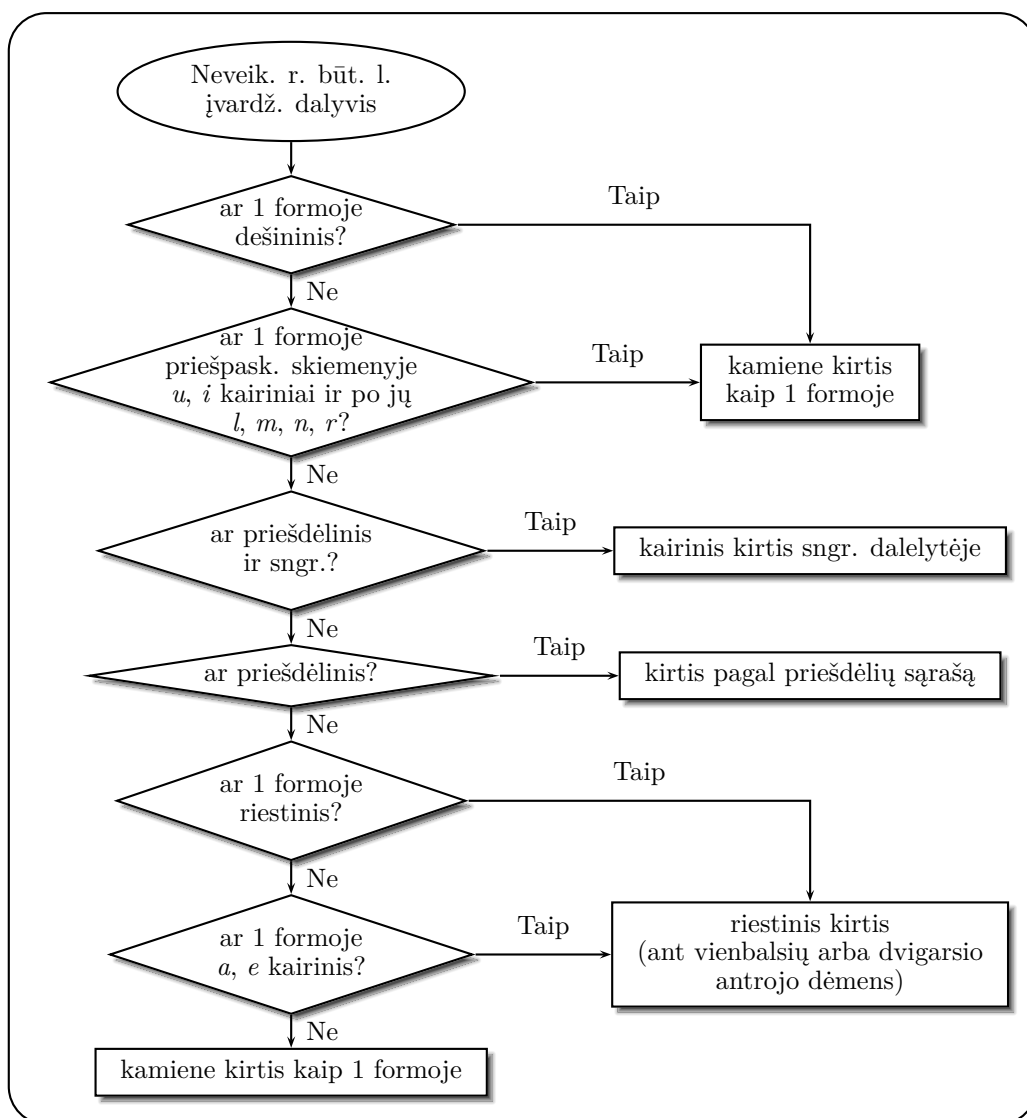 Neveik. r. būt. l.
įvardž. dalyvis
ar 1 formoje
dešininis?
Taip
Ne
ar 1 formoje
priešpask. skiemenyje
u, i kairiniai ir po jų
l, m, n, r?
Taip
kamiene kirtis
kaip 1 formoje
Ne
ar priešdėlinis
ir sngr.?
Taip
kairinis kirtis sngr. dalelytėje
Ne
ar priešdėlinis?
Taip
kirtis pagal priešdėlių sąrašą
Ne
ar 1 formoje
riestinis?
Taip
Ne
ar 1 formoje
a, e kairinis?
Taip
riestinis kirtis
(ant vienbalsių arba dvigarsio
antrojo dėmens)
Ne
kamiene kirtis kaip 1 formoje